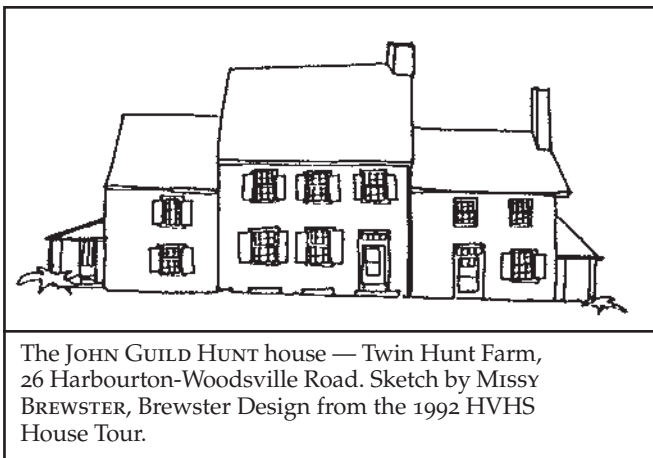 The John Guild Hunt house — Twin Hunt Farm,
26 Harbourton-Woodsville Road. Sketch by Missy
Brewster, Brewster Design from the 1992 HVHS
House Tour.